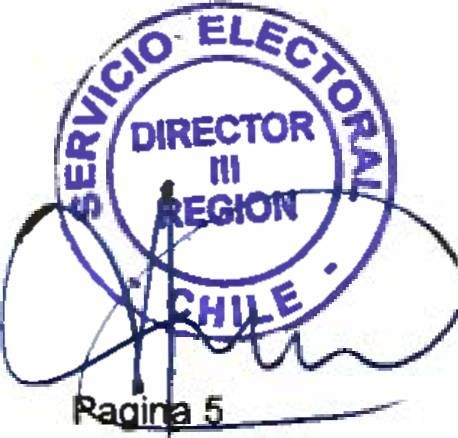 SERVICIO ELECTORAL
DIRECTOR
III
REGION
- CHILE -
Pagina 5